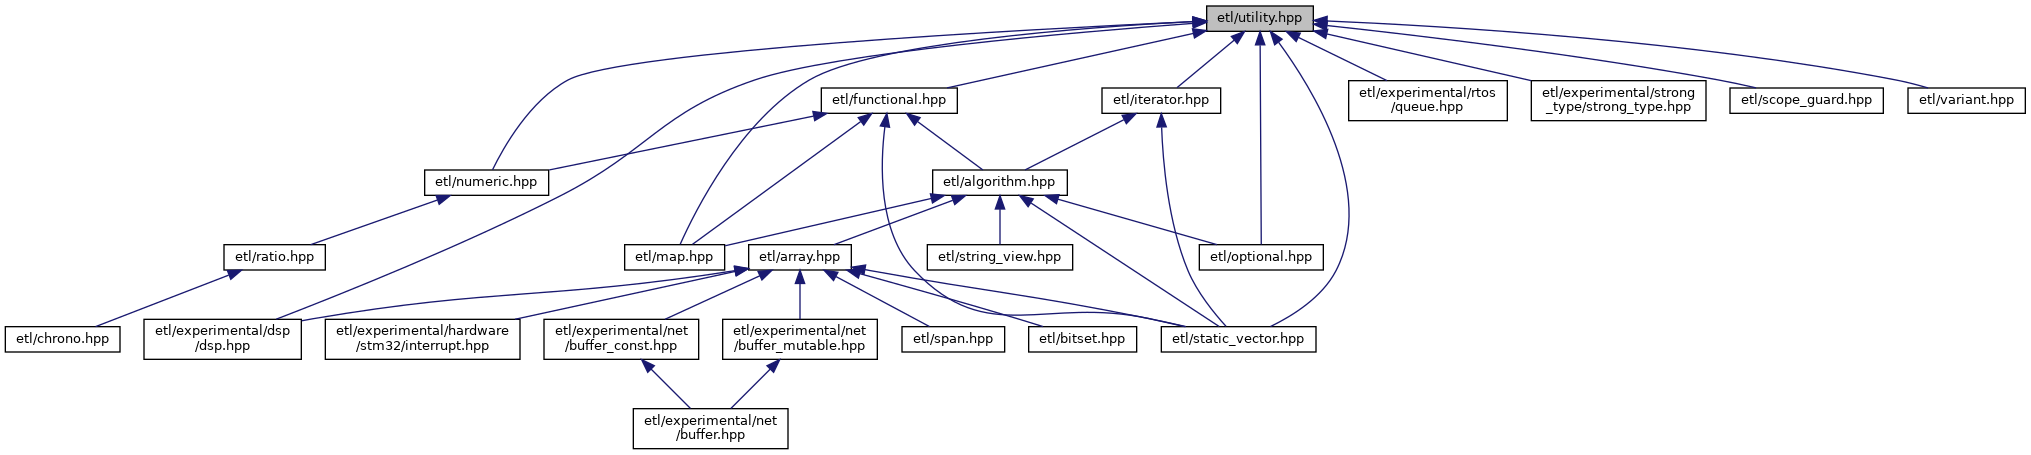 etl/utility.hpp
etl/functional.hpp
etl/iterator.hpp
etl/experimental/rtos
/queue.hpp
etl/experimental/strong
_type/strong_type.hpp
etl/scope_guard.hpp
etl/variant.hpp
etl/numeric.hpp
etl/algorithm.hpp
etl/ratio.hpp
etl/map.hpp
etl/array.hpp
etl/string_view.hpp
etl/optional.hpp
etl/chrono.hpp
etl/experimental/dsp
/dsp.hpp
etl/experimental/hardware
/stm32/interrupt.hpp
etl/experimental/net
/buffer_const.hpp
etl/experimental/net
/buffer_mutable.hpp
etl/span.hpp
etl/bitset.hpp
etl/static_vector.hpp
etl/experimental/net
/buffer.hpp